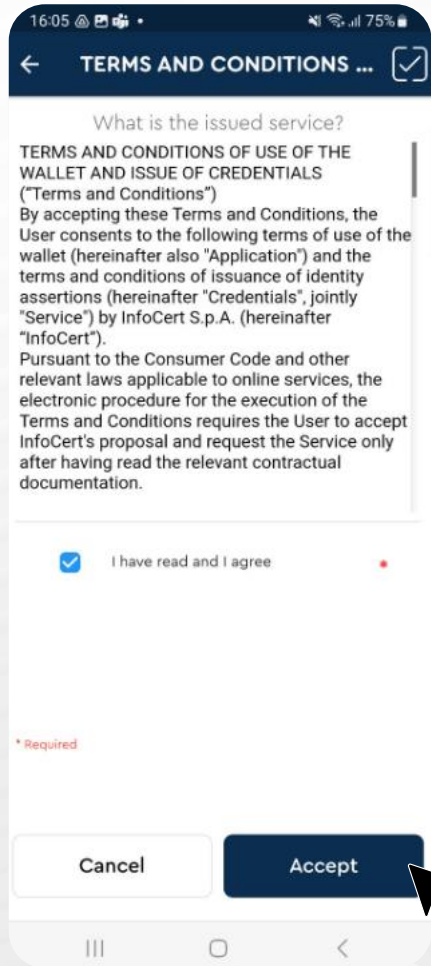 16:05 75%
TERMS AND CONDITIONS ...
What is the issued service?
TERMS AND CONDITIONS OF USE OF THE
WALLET AND ISSUE OF CREDENTIALS
("Terms and Conditions")
By accepting these Terms and Conditions, the
User consents to the following terms of use of the
wallet (hereinafter also "Application") and the
terms and conditions of issuance of identity
assertions (hereinafter "Credentials", jointly
"Service") by InfoCert S.p.A. (hereinafter
“InfoCert”).
Pursuant to the Consumer Code and other
relevant laws applicable to online services, the
electronic procedure for the execution of the
Terms and Conditions requires the User to accept
InfoCert's proposal and request the Service only
after having read the relevant contractual
documentation.
I have read and I agree *
* Required
Cancel Accept